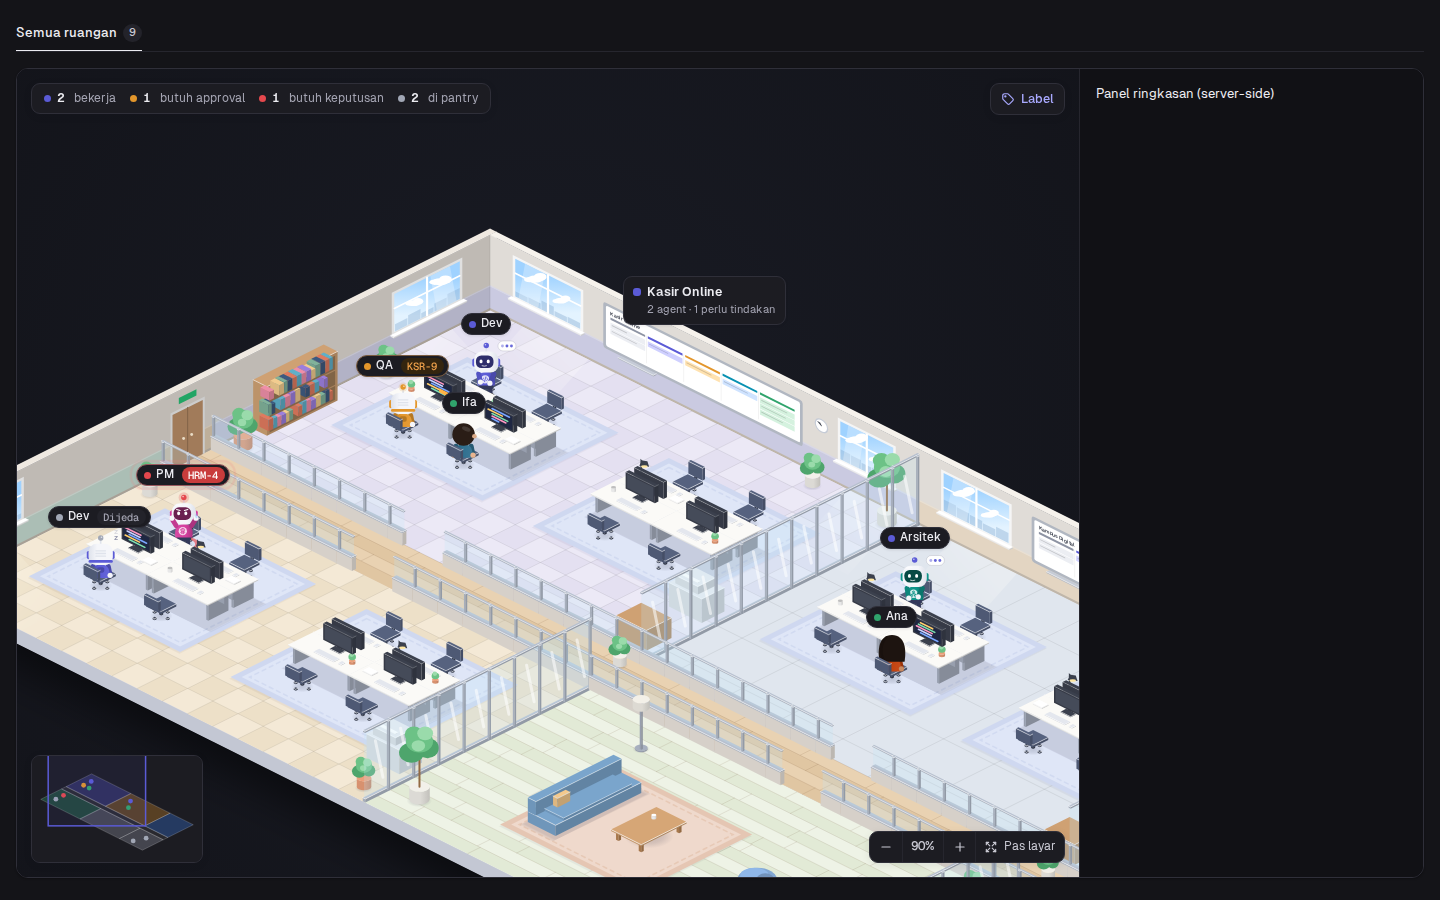 Semua ruangan 9
2 bekerja 1 butuh approval 1 butuh keputusan 2 di pantry
Label
Panel ringkasan (server-side)
Kasir Online
2 agent · 1 perlu tindakan
Dev
QA KSR-9
Ifa
PM HRM-4
Dev Dijeda
z
Arsitek
Ana
90%
Pas layar